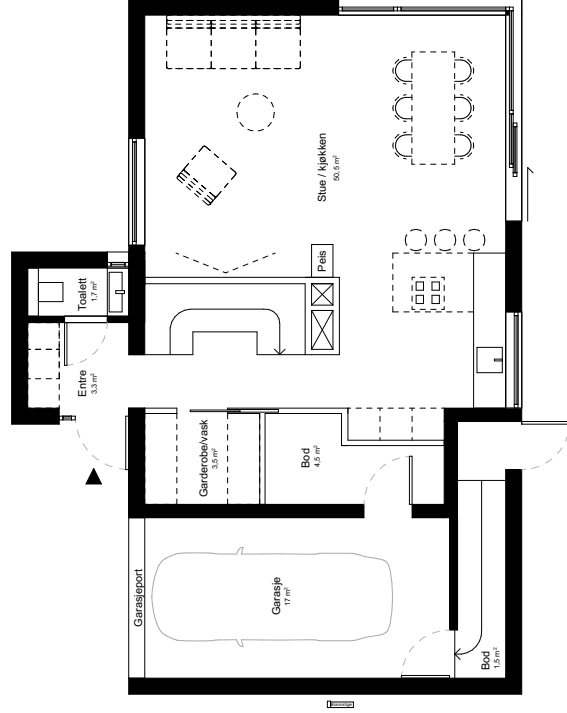 Stue / kjøkken
50,5 m²
Peis
Toalett
1,7 m²
Entre
3,3 m²
Garderobe/vask
3,5 m²
Bod
4,5 m²
Garasjeport
Garasje
17 m²
Bod
1,5 m²